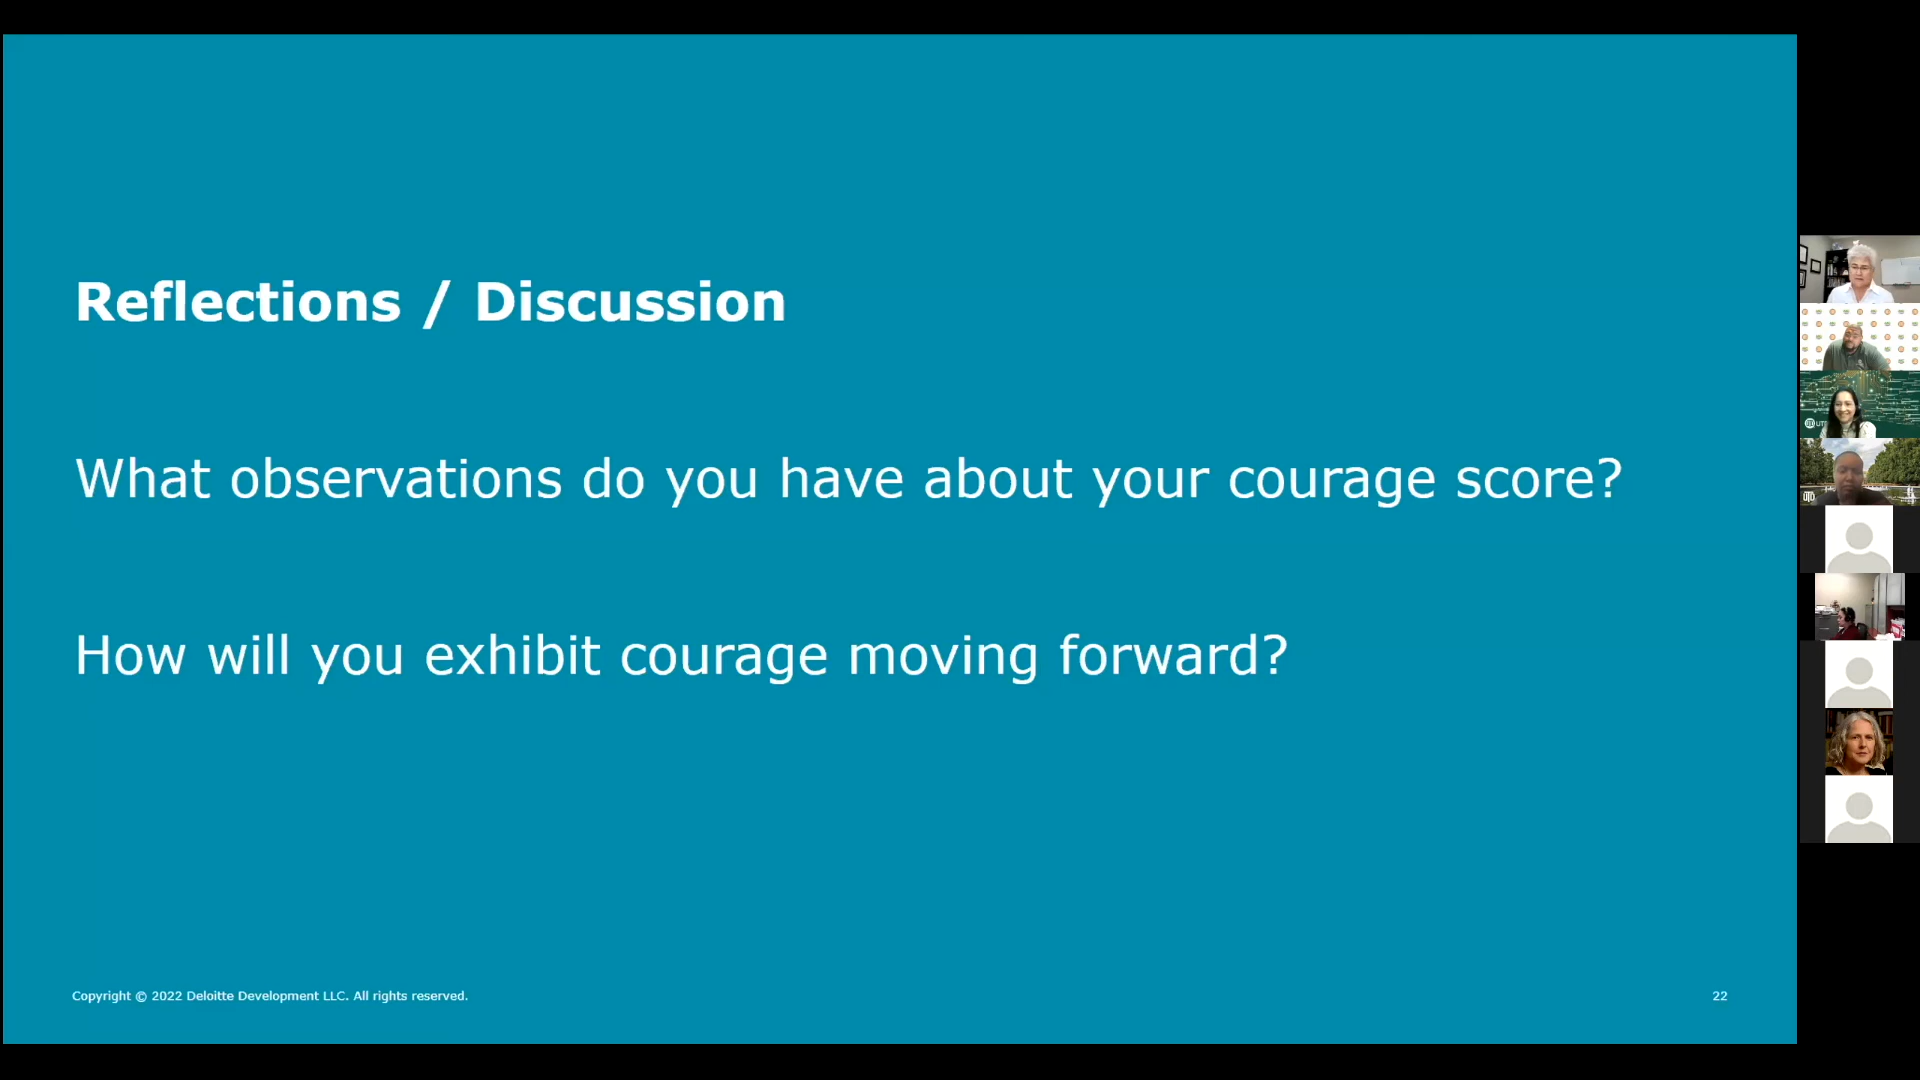 Reflections / Discussion
What observations do you have about your courage score?
How will you exhibit courage moving forward?
Copyright © 2022 Deloitte Development LLC. All rights reserved.
22